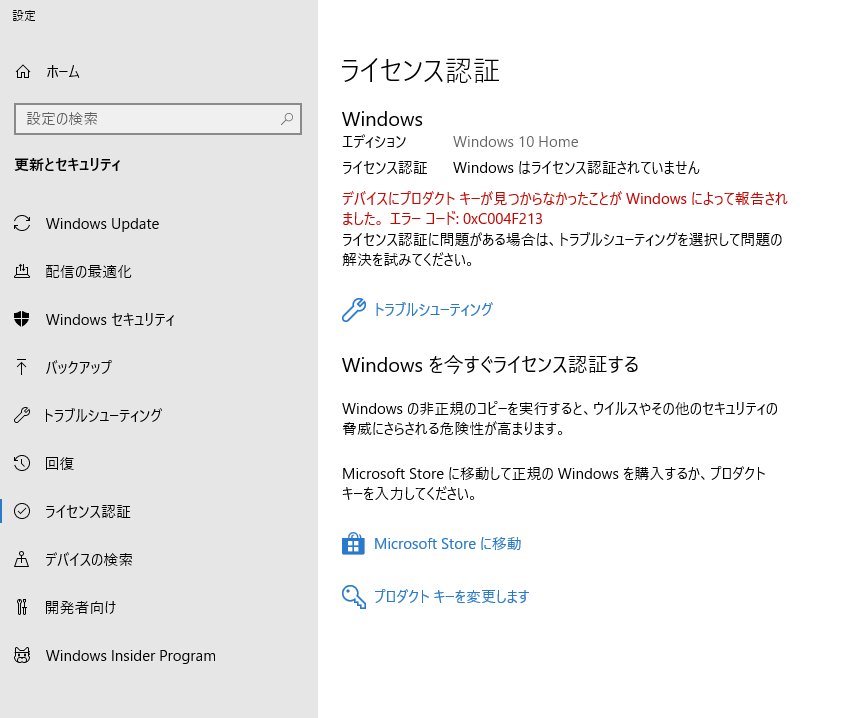 設定
ホーム
設定の検索
更新とセキュリティ
Windows Update
配信の最適化
Windows セキュリティ
バックアップ
トラブルシューティング
回復
ライセンス認証
デバイスの検索
開発者向け
Windows Insider Program
ライセンス認証
Windows
エディション Windows 10 Home
ライセンス認証 Windows はライセンス認証されていません
デバイスにプロダクト キーが見つからなかったことが Windows によって報告され
ました。エラー コード: 0xC004F213
ライセンス認証に問題がある場合は、トラブルシューティングを選択して問題の
解決を試みてください。
トラブルシューティング
Windows を今すぐライセンス認証する
Windows の非正規のコピーを実行すると、ウイルスやその他のセキュリティの
脅威にさらされる危険性が高まります。
Microsoft Store に移動して正規の Windows を購入するか、プロダクト
キーを入力してください。
Microsoft Store に移動
プロダクト キーを変更します